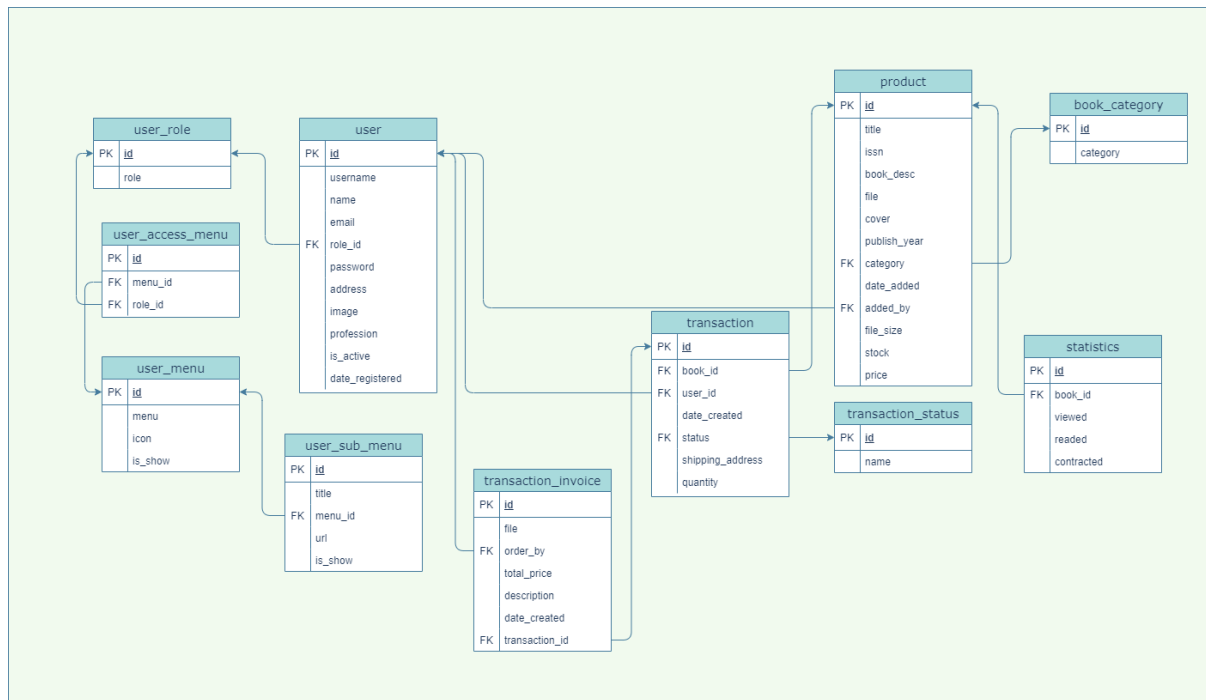 user_role
PK id
role
user_access_menu
PK id
FK menu_id
FK role_id
user_menu
PK id
menu
icon
is_show
user
PK id
username
name
email
FK role_id
password
address
image
profession
is_active
date_registered
user_sub_menu
PK id
title
FK menu_id
url
is_show
transaction_invoice
PK id
file
FK order_by
total_price
description
date_created
FK transaction_id
transaction
PK id
FK book_id
FK user_id
date_created
FK status
shipping_address
quantity
product
PK id
title
issn
book_desc
file
cover
publish_year
FK category
date_added
FK added_by
file_size
stock
price
transaction_status
PK id
name
book_category
PK id
category
statistics
PK id
FK book_id
viewed
readed
contracted